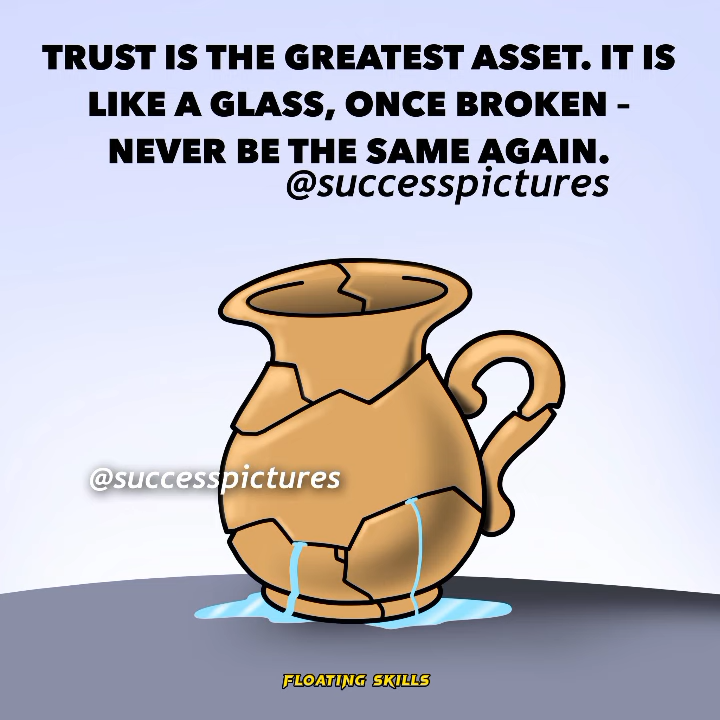 TRUST IS THE GREATEST ASSET. IT IS
LIKE A GLASS, ONCE BROKEN -
NEVER BE THE SAME AGAIN.
@successpictures
@successpictures
FLOATING SKILLS